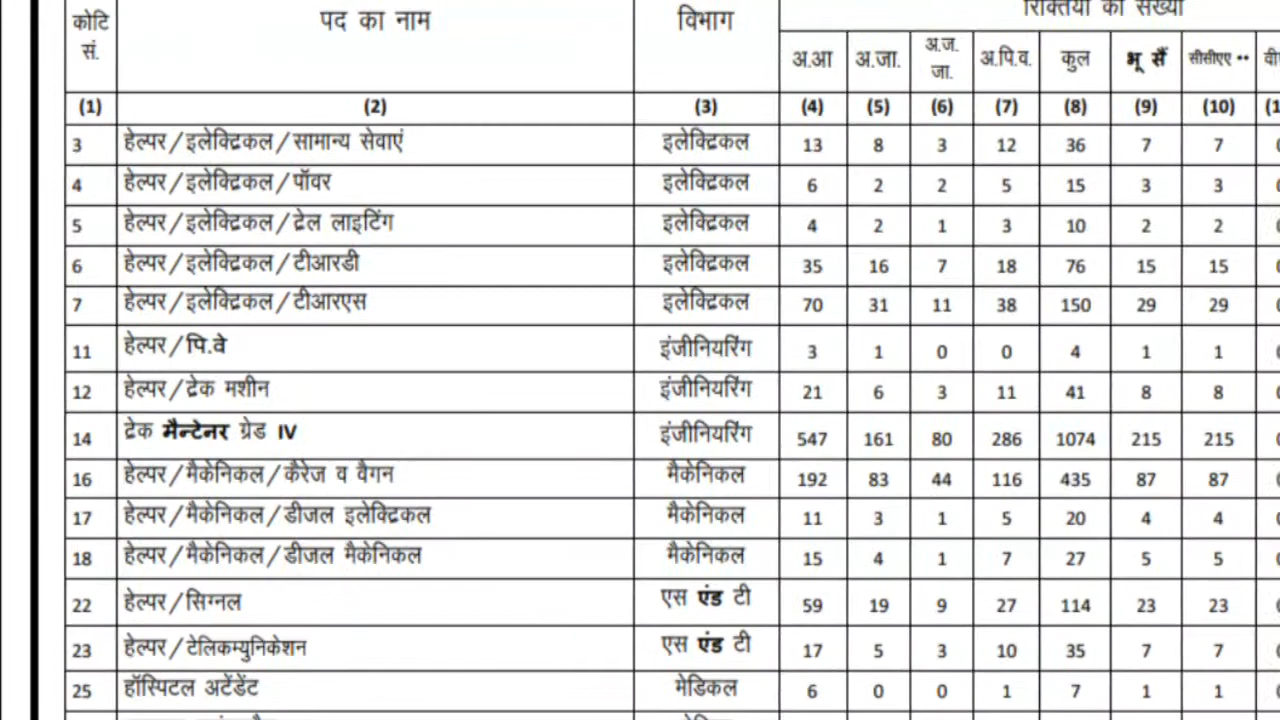 रिक्तियों की संख्या
कोटि सं. पद का नाम विभाग अ.आ अ.जा. अ.ज.जा. अ.पि.व. कुल भू सैं सीसीएए **
(1) (2) (3) (4) (5) (6) (7) (8) (9) (10)
3 हेल्पर/इलेक्ट्रिकल/सामान्य सेवाएं इलेक्ट्रिकल 13 8 3 12 36 7 7
4 हेल्पर/इलेक्ट्रिकल/पॉवर इलेक्ट्रिकल 6 2 2 5 15 3 3
5 हेल्पर/इलेक्ट्रिकल/ट्रेल लाइटिंग इलेक्ट्रिकल 4 2 1 3 10 2 2
6 हेल्पर/इलेक्ट्रिकल/टीआरडी इलेक्ट्रिकल 35 16 7 18 76 15 15
7 हेल्पर/इलेक्ट्रिकल/टीआरएस इलेक्ट्रिकल 70 31 11 38 150 29 29
11 हेल्पर/पि.वे इंजीनियरिंग 3 1 0 0 4 1 1
12 हेल्पर/ट्रेक मशीन इंजीनियरिंग 21 6 3 11 41 8 8
14 ट्रेक मैन्टेनर ग्रेड IV इंजीनियरिंग 547 161 80 286 1074 215 215
16 हेल्पर/मैकेनिकल/कैरेज व वैगन मैकेनिकल 192 83 44 116 435 87 87
17 हेल्पर/मैकेनिकल/डीजल इलेक्ट्रिकल मैकेनिकल 11 3 1 5 20 4 4
18 हेल्पर/मैकेनिकल/डीजल मैकेनिकल मैकेनिकल 15 4 1 7 27 5 5
22 हेल्पर/सिग्नल एस एंड टी 59 19 9 27 114 23 23
23 हेल्पर/टेलिकम्युनिकेशन एस एंड टी 17 5 3 10 35 7 7
25 हॉस्पिटल अटेंडेंट मेडिकल 6 0 0 1 7 1 1